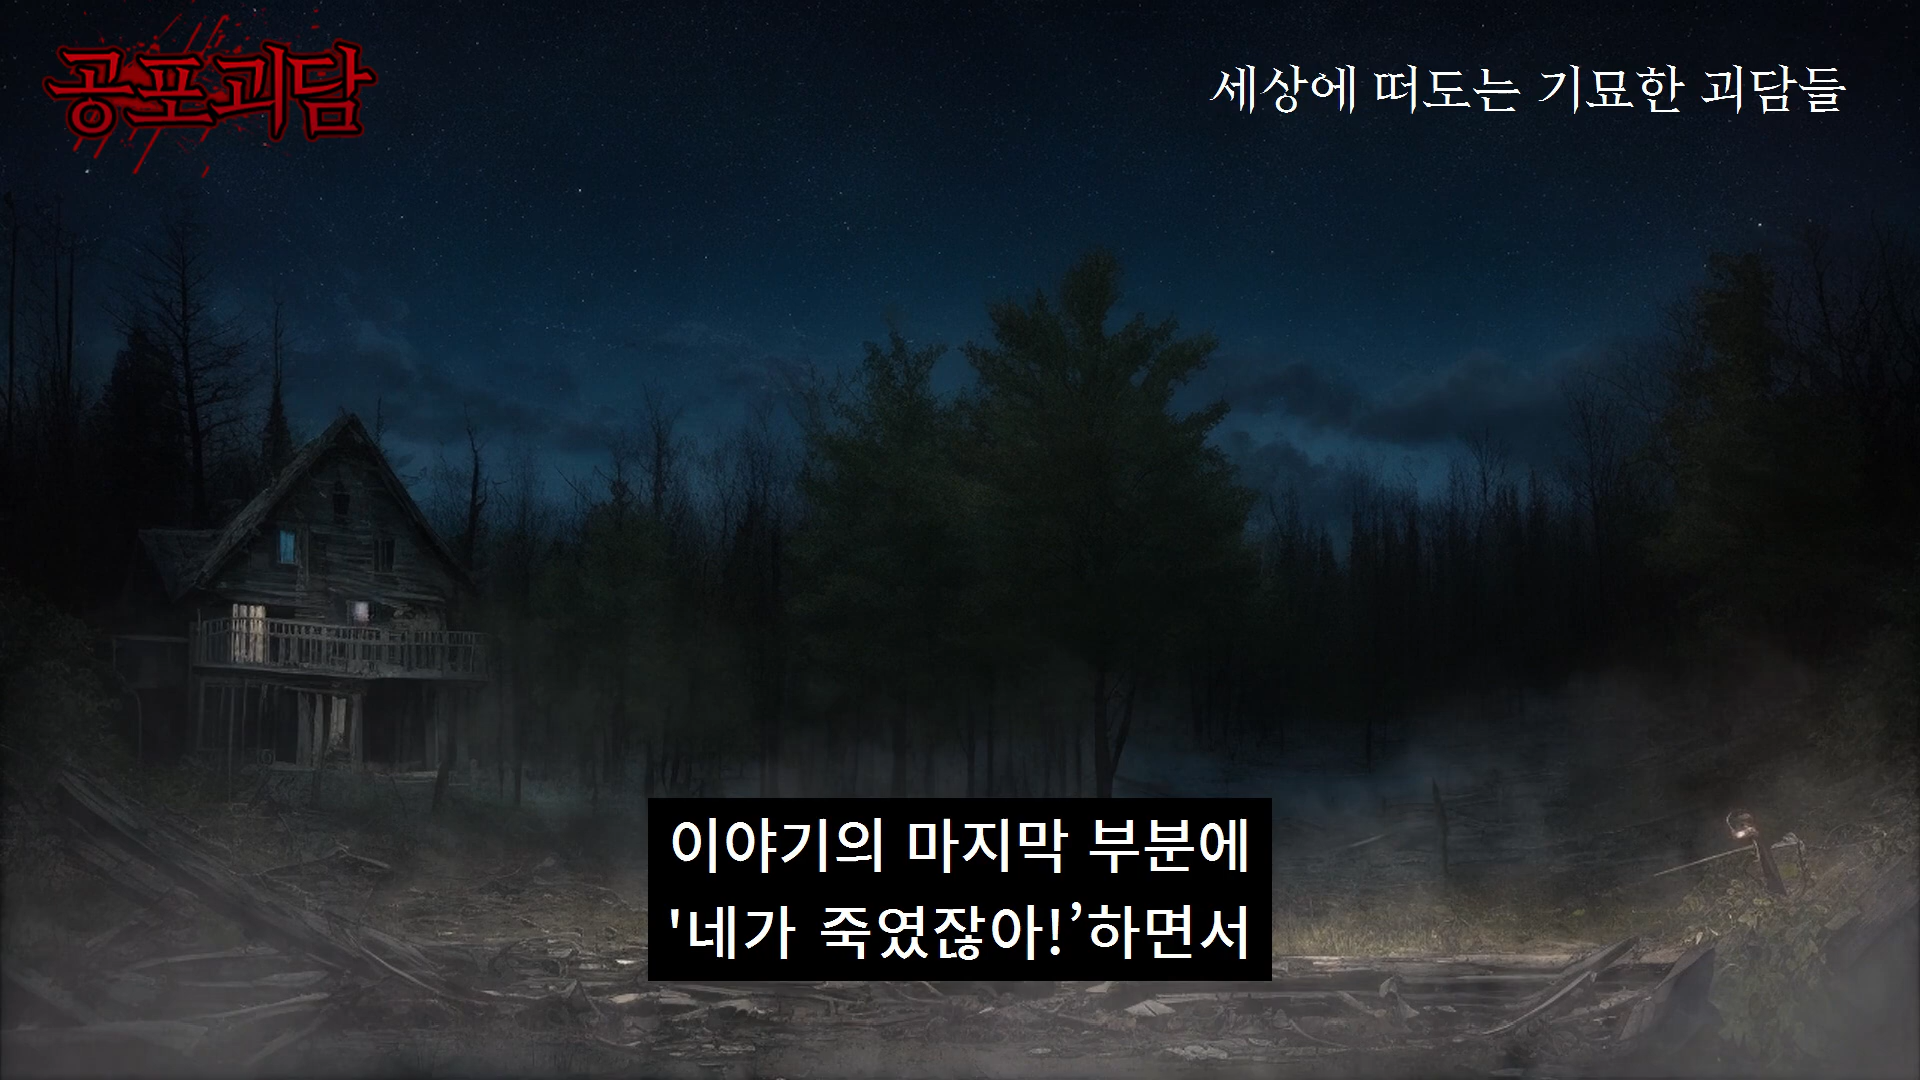 공포괴담
세상에 떠도는 기묘한 괴담들
이야기의 마지막 부분에
'네가 죽였잖아!’하면서